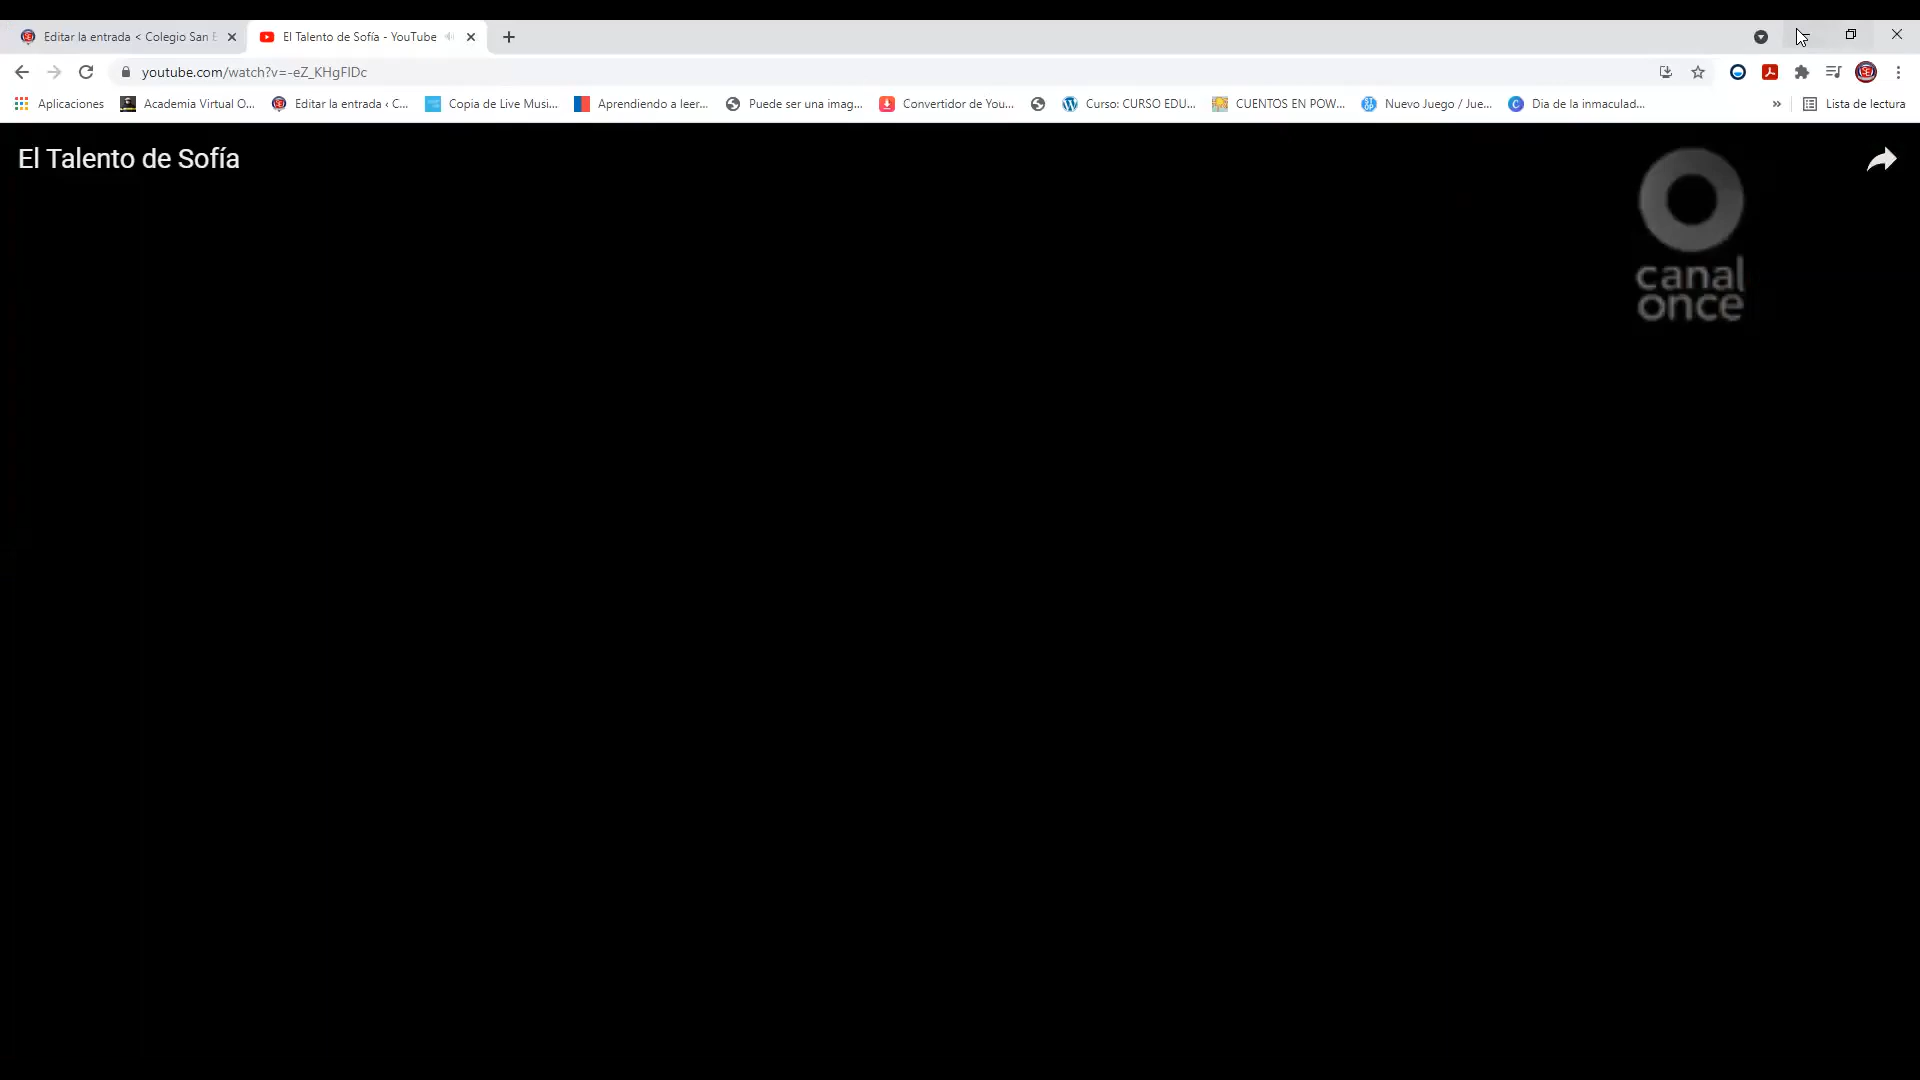 Editar la entrada < Colegio San E
El Talento de Sofía - YouTube
youtube.com/watch?v=-eZ_KHgFIDc
Aplicaciones
Academia Virtual O...
Editar la entrada ‹ C...
Copia de Live Musi...
Aprendiendo a leer...
Puede ser una imag...
Convertidor de You...
Curso: CURSO EDU...
CUENTOS EN POW...
Nuevo Juego / Jue...
Día de la inmaculad...
»
Lista de lectura
El Talento de Sofía
canal
once